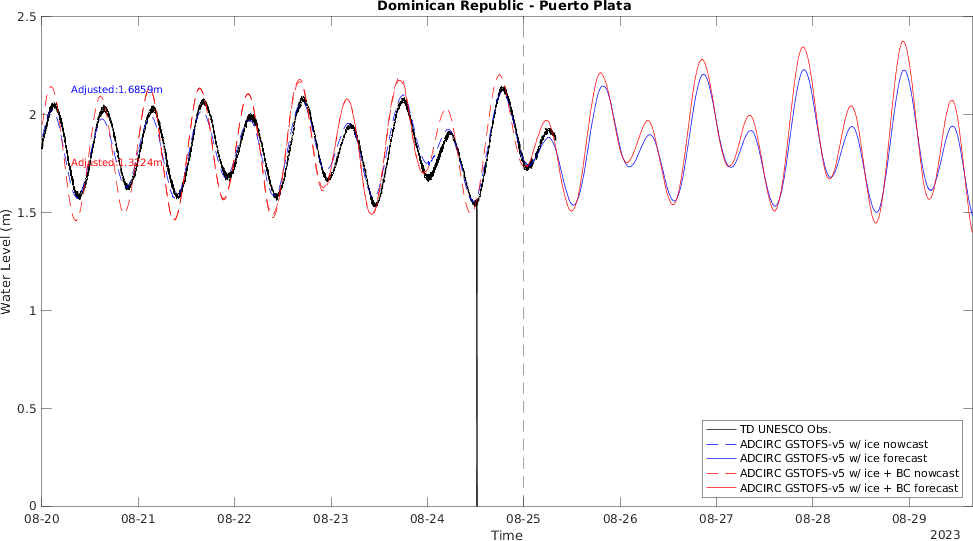 Dominican Republic - Puerto Plata
Water Level (m)
2.5
2
1.5
1
0.5
0
Adjusted:1.6859m
08-20
08-21
08-22
08-23
08-24
08-25
08-26
08-27
08-28
08-29
Time
2023
TD UNESCO Obs.
ADCIRC GSTOFS-v5 w/ ice nowcast
ADCIRC GSTOFS-v5 w/ ice forecast
ADCIRC GSTOFS-v5 w/ ice + BC nowcast
ADCIRC GSTOFS-v5 w/ ice + BC forecast